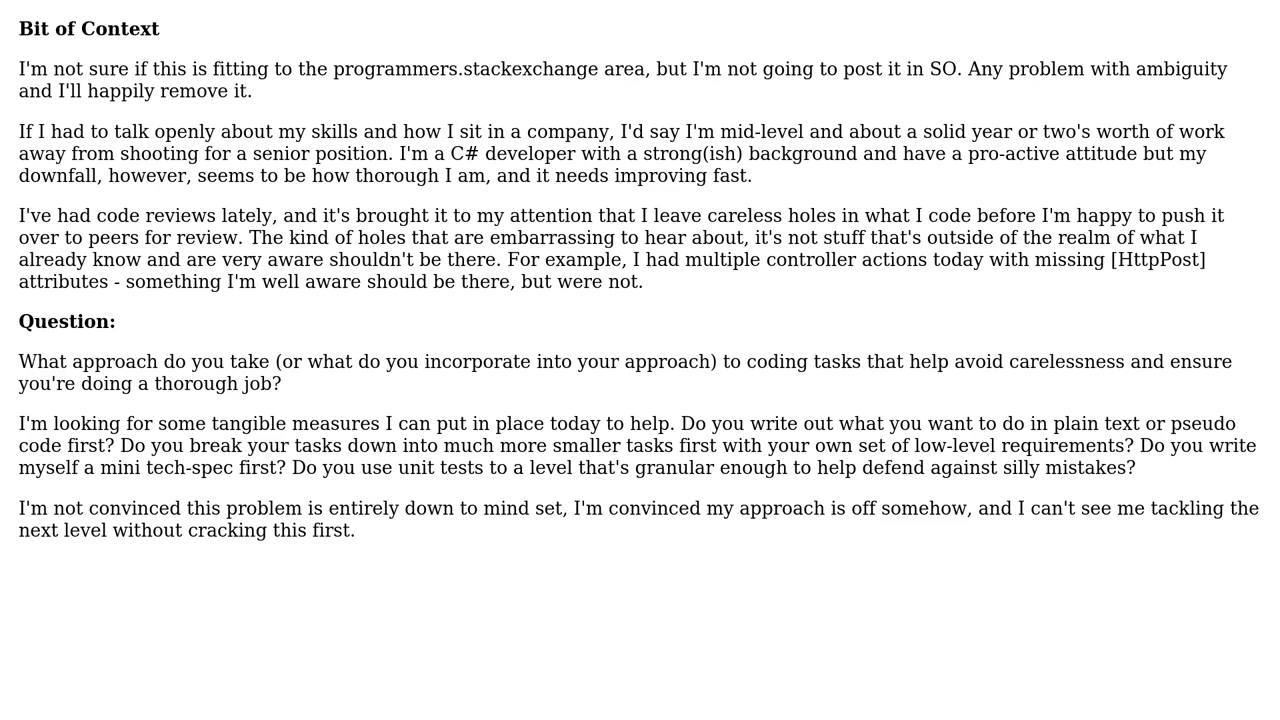 Bit of Context
I'm not sure if this is fitting to the programmers.stackexchange area, but I'm not going to post it in SO. Any problem with ambiguity
and I'll happily remove it.
If I had to talk openly about my skills and how I sit in a company, I'd say I'm mid-level and about a solid year or two's worth of work
away from shooting for a senior position. I'm a C# developer with a strong(ish) background and have a pro-active attitude but my
downfall, however, seems to be how thorough I am, and it needs improving fast.
I've had code reviews lately, and it's brought it to my attention that I leave careless holes in what I code before I'm happy to push it
over to peers for review. The kind of holes that are embarrassing to hear about, it's not stuff that's outside of the realm of what I
already know and are very aware shouldn't be there. For example, I had multiple controller actions today with missing [HttpPost]
attributes - something I'm well aware should be there, but were not.
Question:
What approach do you take (or what do you incorporate into your approach) to coding tasks that help avoid carelessness and ensure
you're doing a thorough job?
I'm looking for some tangible measures I can put in place today to help. Do you write out what you want to do in plain text or pseudo
code first? Do you break your tasks down into much more smaller tasks first with your own set of low-level requirements? Do you write
myself a mini tech-spec first? Do you use unit tests to a level that's granular enough to help defend against silly mistakes?
I'm not convinced this problem is entirely down to mind set, I'm convinced my approach is off somehow, and I can't see me tackling the
next level without cracking this first.